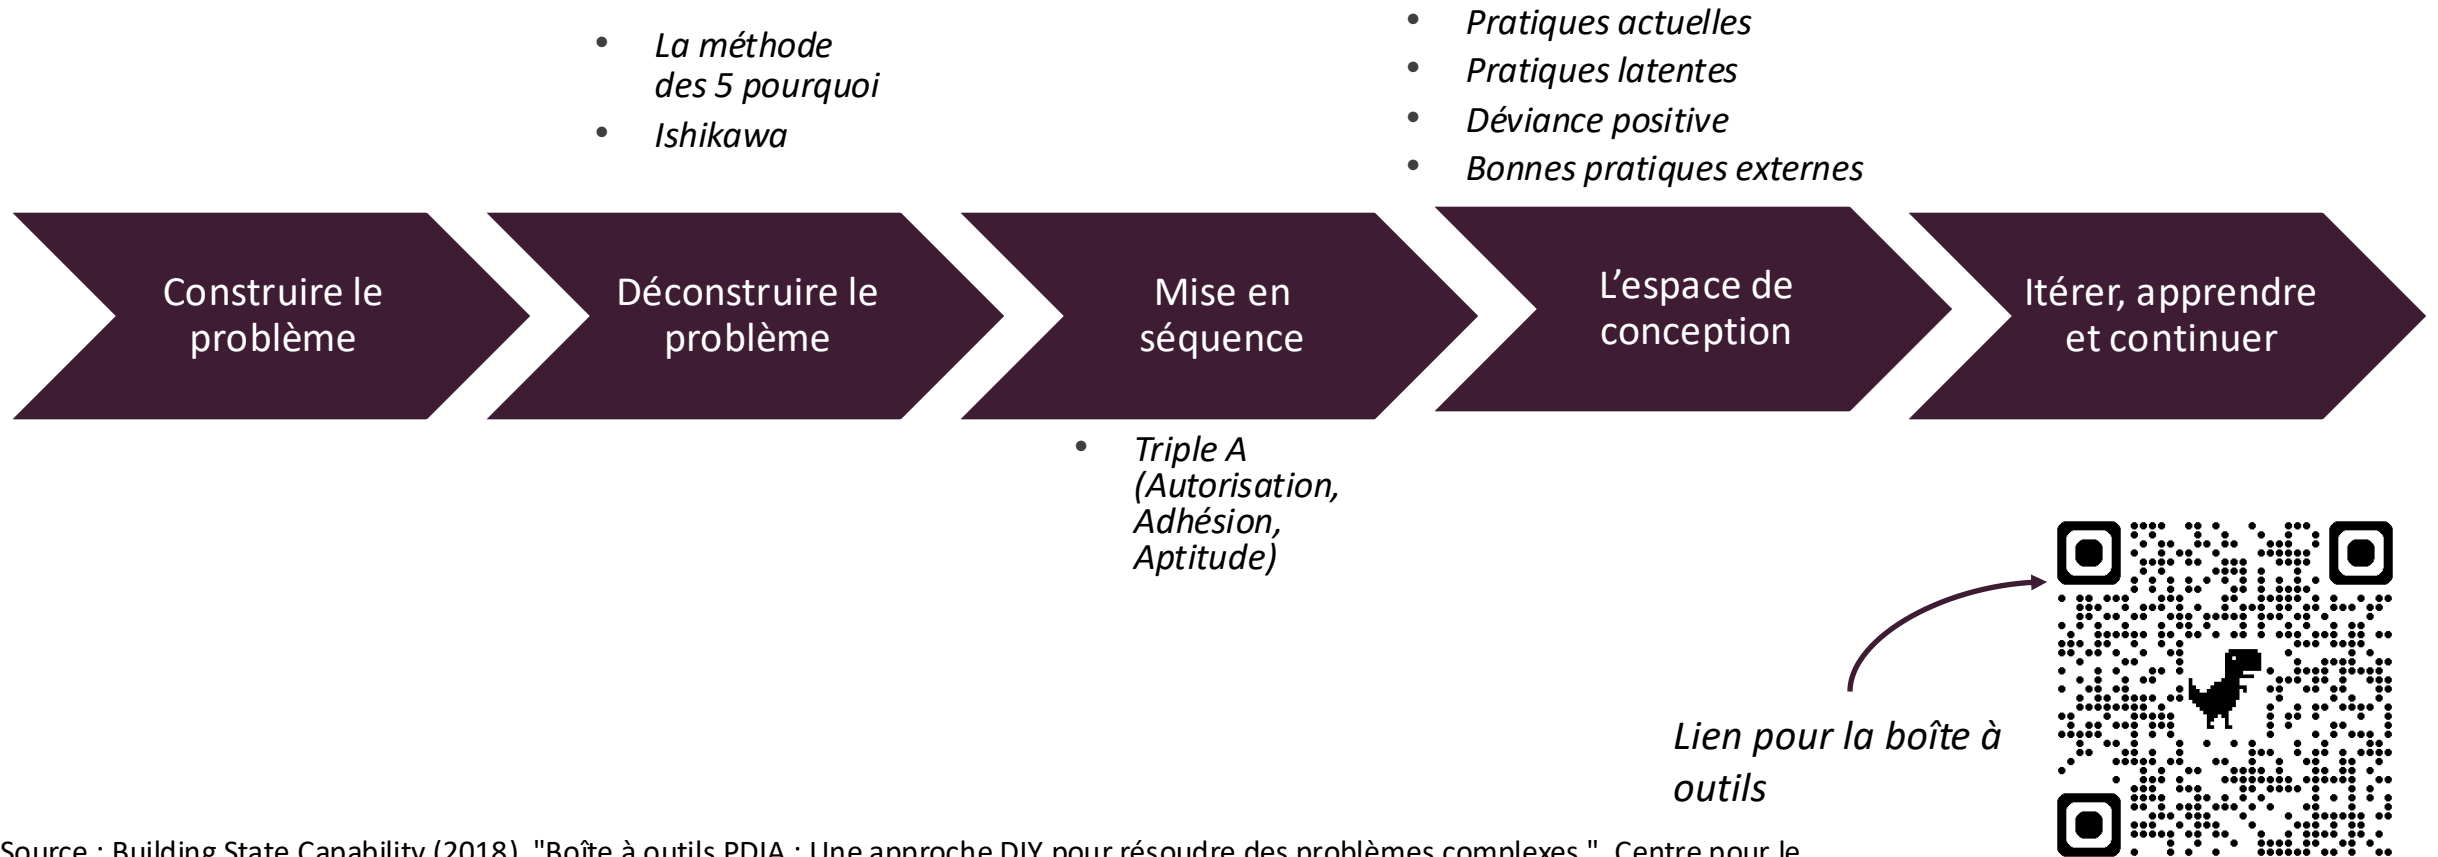 • La méthode
des 5 pourquoi
• Ishikawa
• Pratiques actuelles
• Pratiques latentes
• Déviance positive
• Bonnes pratiques externes
Construire le
problème
Déconstruire le
problème
Mise en
séquence
L’espace de
conception
Itérer, apprendre
et continuer
• Triple A
(Autorisation,
Adhésion,
Aptitude)
Lien pour la boîte à
outils
Source : Building State Capability (2018). "Boîte à outils PDIA : Une approche DIY pour résoudre des problèmes complexes.". Centre pour le